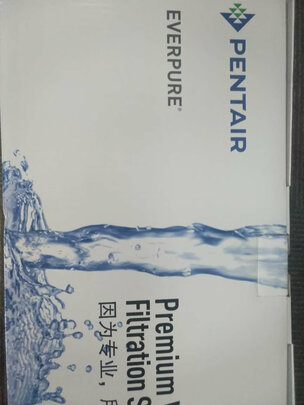 PENTAIR
EVERPURE®
Premium
Filtration S
因为专业，